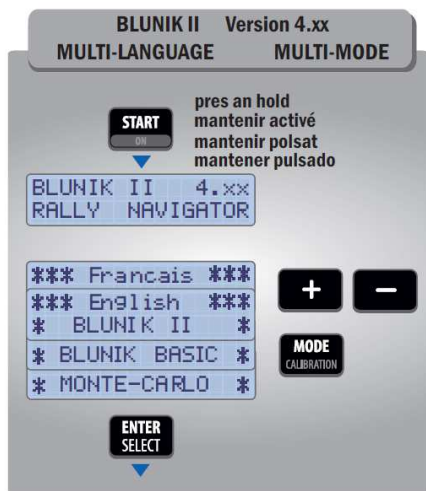 BLUNIK II Version 4.xx
MULTI-LANGUAGE MULTI-MODE
START
ON
pres an hold
mantenir activé
mantenir polsat
mantener pulsado
BLUNIK II 4.xx
RALLY NAVIGATOR
*** Francais ***
*** English ***
* BLUNIK II *
* BLUNIK BASIC *
* MONTE-CARLO *
+ -
MODE
CALIBRATION
ENTER
SELECT